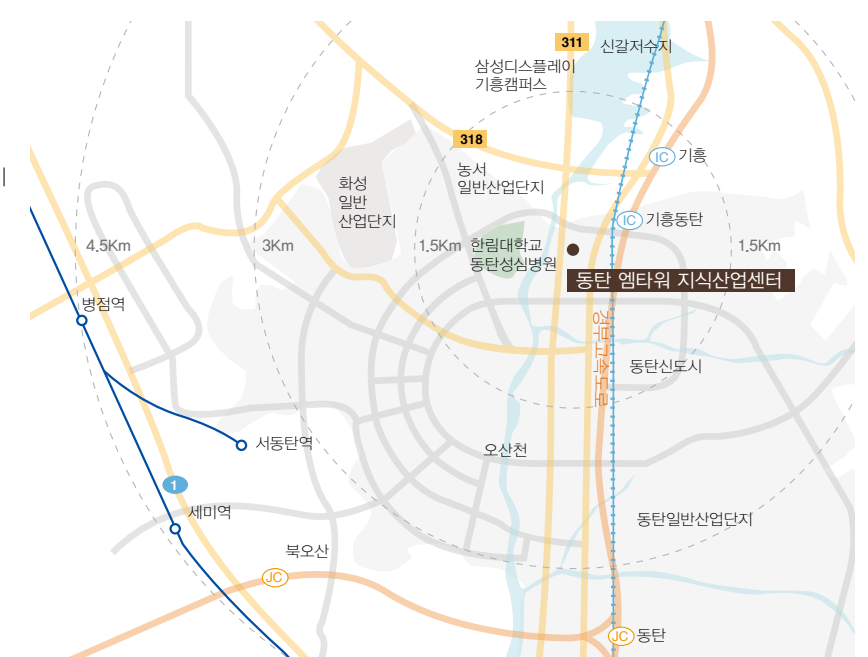 311
신갈저수지
삼성디스플레이
기흥캠퍼스
318
IC 기흥
농서
일반산업단지
화성
일반
산업단지
IC 기흥동탄
4.5Km
3Km
1.5Km
한림대학교
동탄성심병원
1.5Km
동탄 엠타워 지식산업센터
병점역
경부고속도로
동탄신도시
서동탄역
오산천
1
세미역
동탄일반산업단지
북오산
JC
JC 동탄